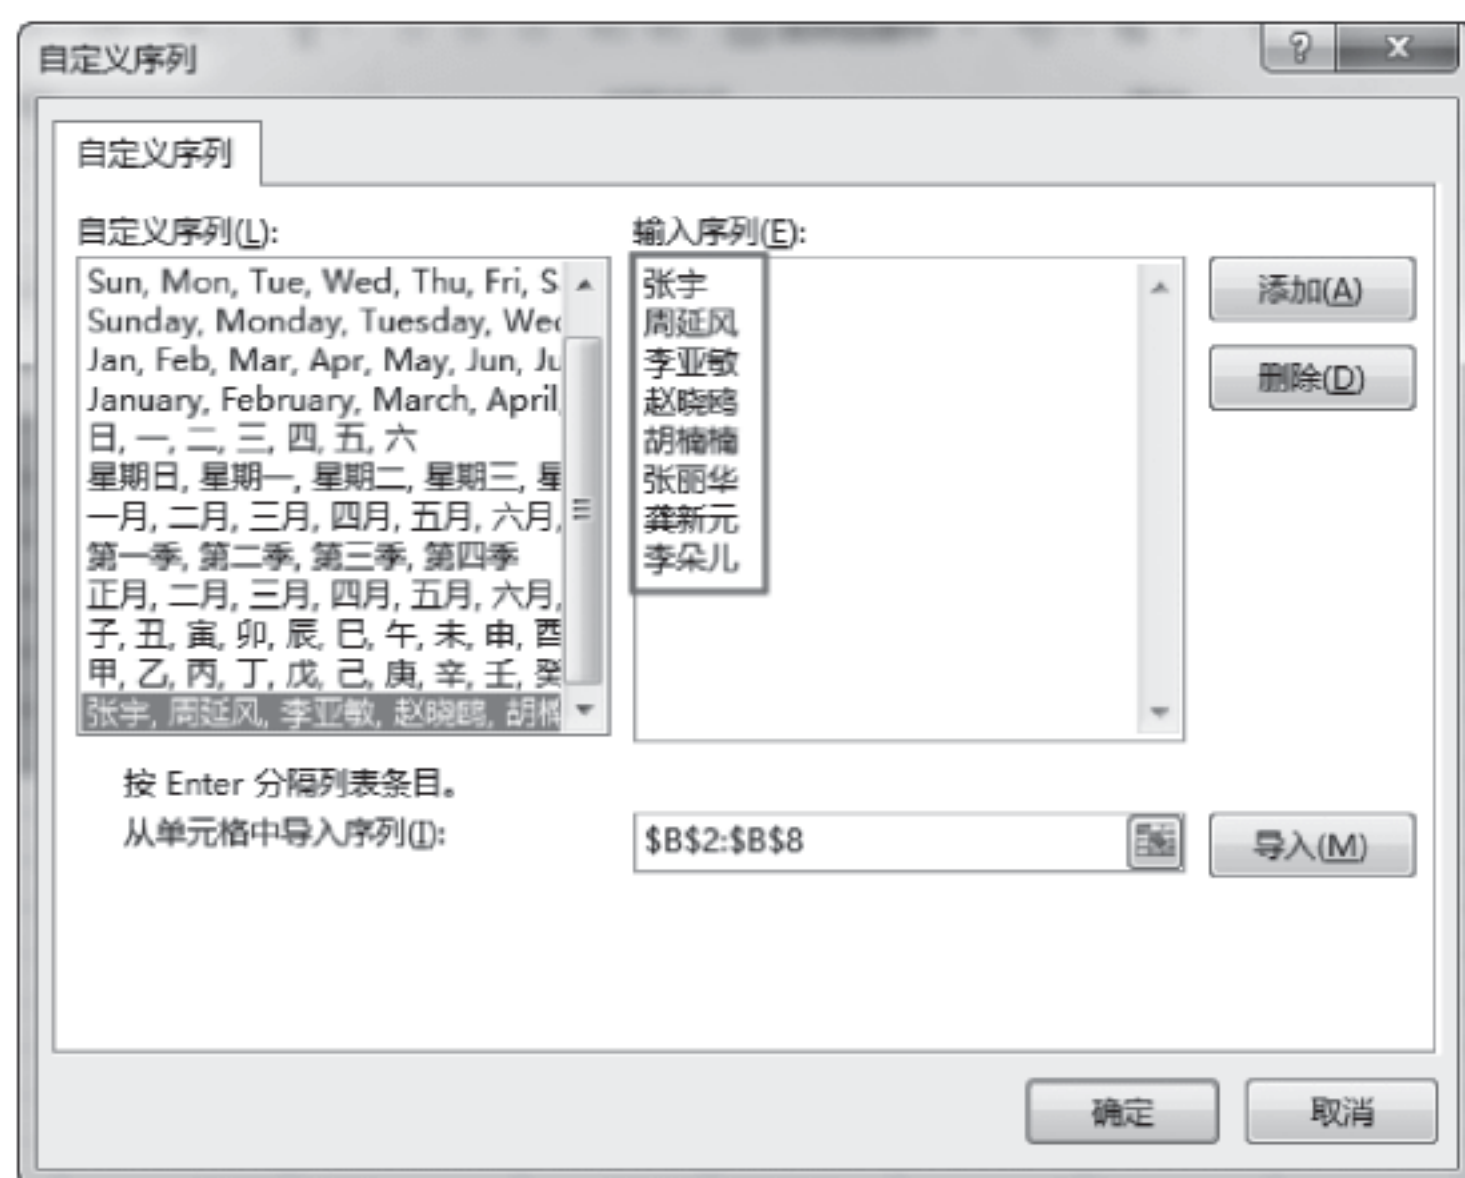 自定义序列
自定义序列
自定义序列(L):
Sun, Mon, Tue, Wed, Thu, Fri, S
Sunday, Monday, Tuesday, Wed
Jan, Feb, Mar, Apr, May, Jun, Ju
January, February, March, April,
日, 一, 二, 三, 四, 五, 六
星期日, 星期一, 星期二, 星期三, 星
一月, 二月, 三月, 四月, 五月, 六月,
第一季, 第二季, 第三季, 第四季
正月, 二月, 三月, 四月, 五月, 六月,
子, 丑, 寅, 卯, 辰, 巳, 午, 未, 申, 酉
甲, 乙, 丙, 丁, 戊, 己, 庚, 辛, 壬, 癸
张宇, 周延风, 李亚敏, 赵晓鸥, 胡楠
输入序列(E):
张宇
周延风
李亚敏
赵晓鸥
胡楠楠
张丽华
龚新元
李朵儿
添加(A)
删除(D)
按 Enter 分隔列表条目。
从单元格中导入序列(I):
$B$2:$B$8
导入(M)
确定
取消